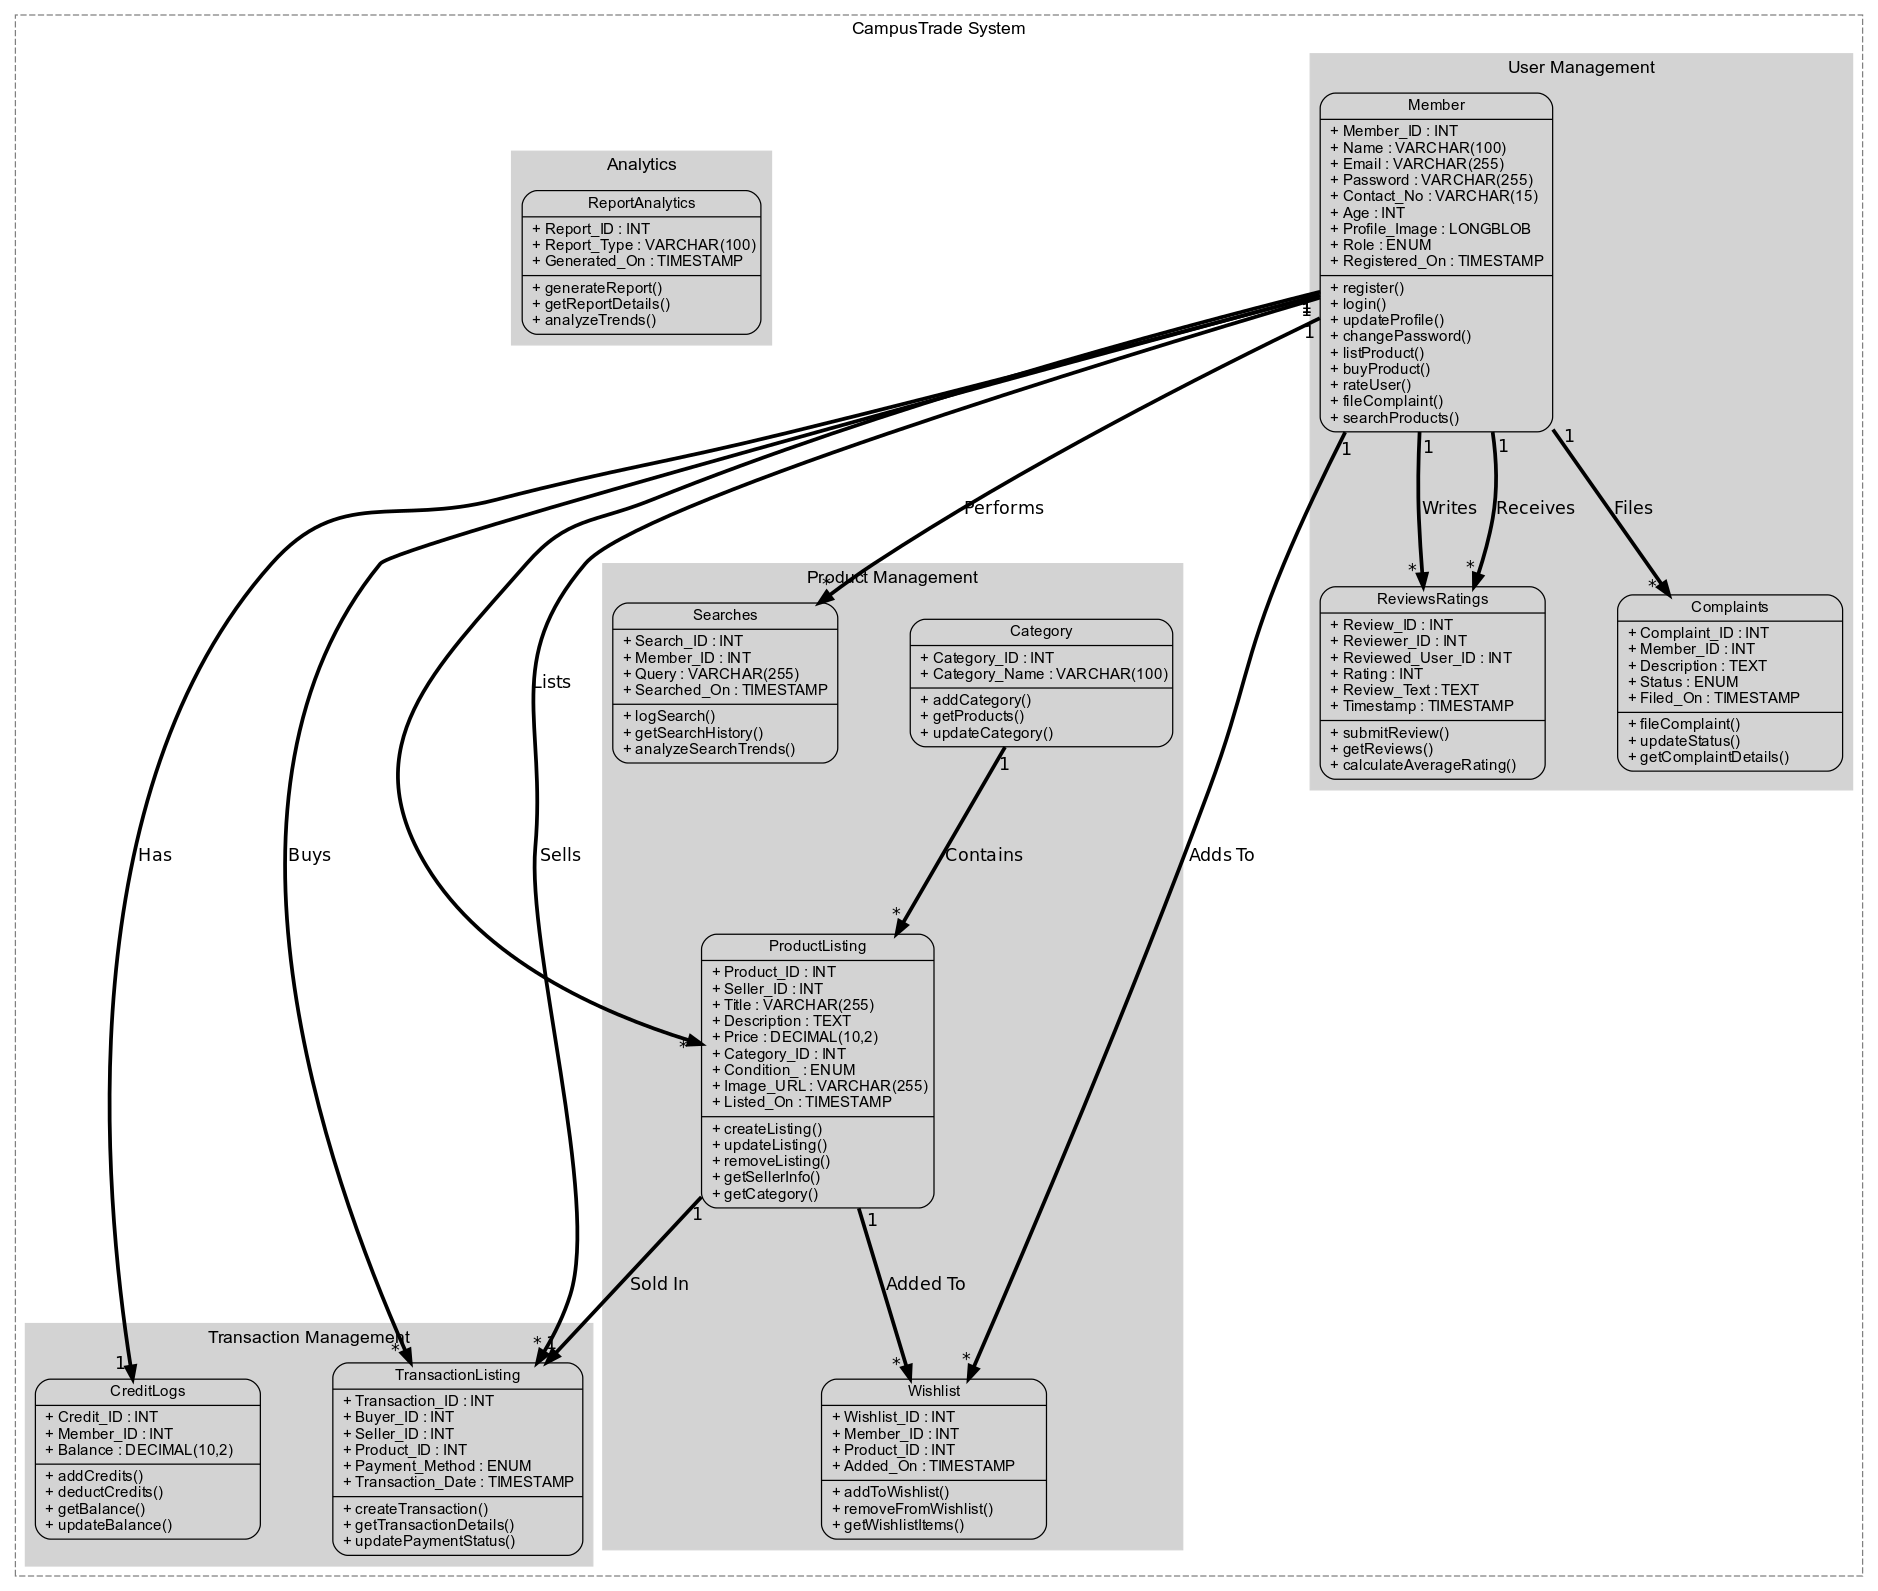 CampusTrade System
User Management
Member
+ Member_ID : INT
+ Name : VARCHAR(100)
+ Email : VARCHAR(255)
+ Password : VARCHAR(255)
+ Contact_No : VARCHAR(15)
+ Age : INT
+ Profile_Image : LONGBLOB
+ Role : ENUM
+ Registered_On : TIMESTAMP
+ register()
+ login()
+ updateProfile()
+ changePassword()
+ listProduct()
+ buyProduct()
+ rateUser()
+ fileComplaint()
+ searchProducts()
Analytics
ReportAnalytics
+ Report_ID : INT
+ Report_Type : VARCHAR(100)
+ Generated_On : TIMESTAMP
+ generateReport()
+ getReportDetails()
+ analyzeTrends()
1
1
1
1
1
1
1
1
1
Performs
Writes
Receives
Files
*
*
*
*
Product Management
Searches
+ Search_ID : INT
+ Member_ID : INT
+ Query : VARCHAR(255)
+ Searched_On : TIMESTAMP
+ logSearch()
+ getSearchHistory()
+ analyzeSearchTrends()
Category
+ Category_ID : INT
+ Category_Name : VARCHAR(100)
+ addCategory()
+ getProducts()
+ updateCategory()
ReviewsRatings
+ Review_ID : INT
+ Reviewer_ID : INT
+ Reviewed_User_ID : INT
+ Rating : INT
+ Review_Text : TEXT
+ Timestamp : TIMESTAMP
+ submitReview()
+ getReviews()
+ calculateAverageRating()
Complaints
+ Complaint_ID : INT
+ Member_ID : INT
+ Description : TEXT
+ Status : ENUM
+ Filed_On : TIMESTAMP
+ fileComplaint()
+ updateStatus()
+ getComplaintDetails()
Lists
1
Has
Buys
Sells
Contains
Adds To
*
ProductListing
+ Product_ID : INT
+ Seller_ID : INT
+ Title : VARCHAR(255)
+ Description : TEXT
+ Price : DECIMAL(10,2)
+ Category_ID : INT
+ Condition_ : ENUM
+ Image_URL : VARCHAR(255)
+ Listed_On : TIMESTAMP
+ createListing()
+ updateListing()
+ removeListing()
+ getSellerInfo()
+ getCategory()
*
1
1
Sold In
Added To
Transaction Management
1
*
* 1
*
*
CreditLogs
+ Credit_ID : INT
+ Member_ID : INT
+ Balance : DECIMAL(10,2)
+ addCredits()
+ deductCredits()
+ getBalance()
+ updateBalance()
TransactionListing
+ Transaction_ID : INT
+ Buyer_ID : INT
+ Seller_ID : INT
+ Product_ID : INT
+ Payment_Method : ENUM
+ Transaction_Date : TIMESTAMP
+ createTransaction()
+ getTransactionDetails()
+ updatePaymentStatus()
Wishlist
+ Wishlist_ID : INT
+ Member_ID : INT
+ Product_ID : INT
+ Added_On : TIMESTAMP
+ addToWishlist()
+ removeFromWishlist()
+ getWishlistItems()